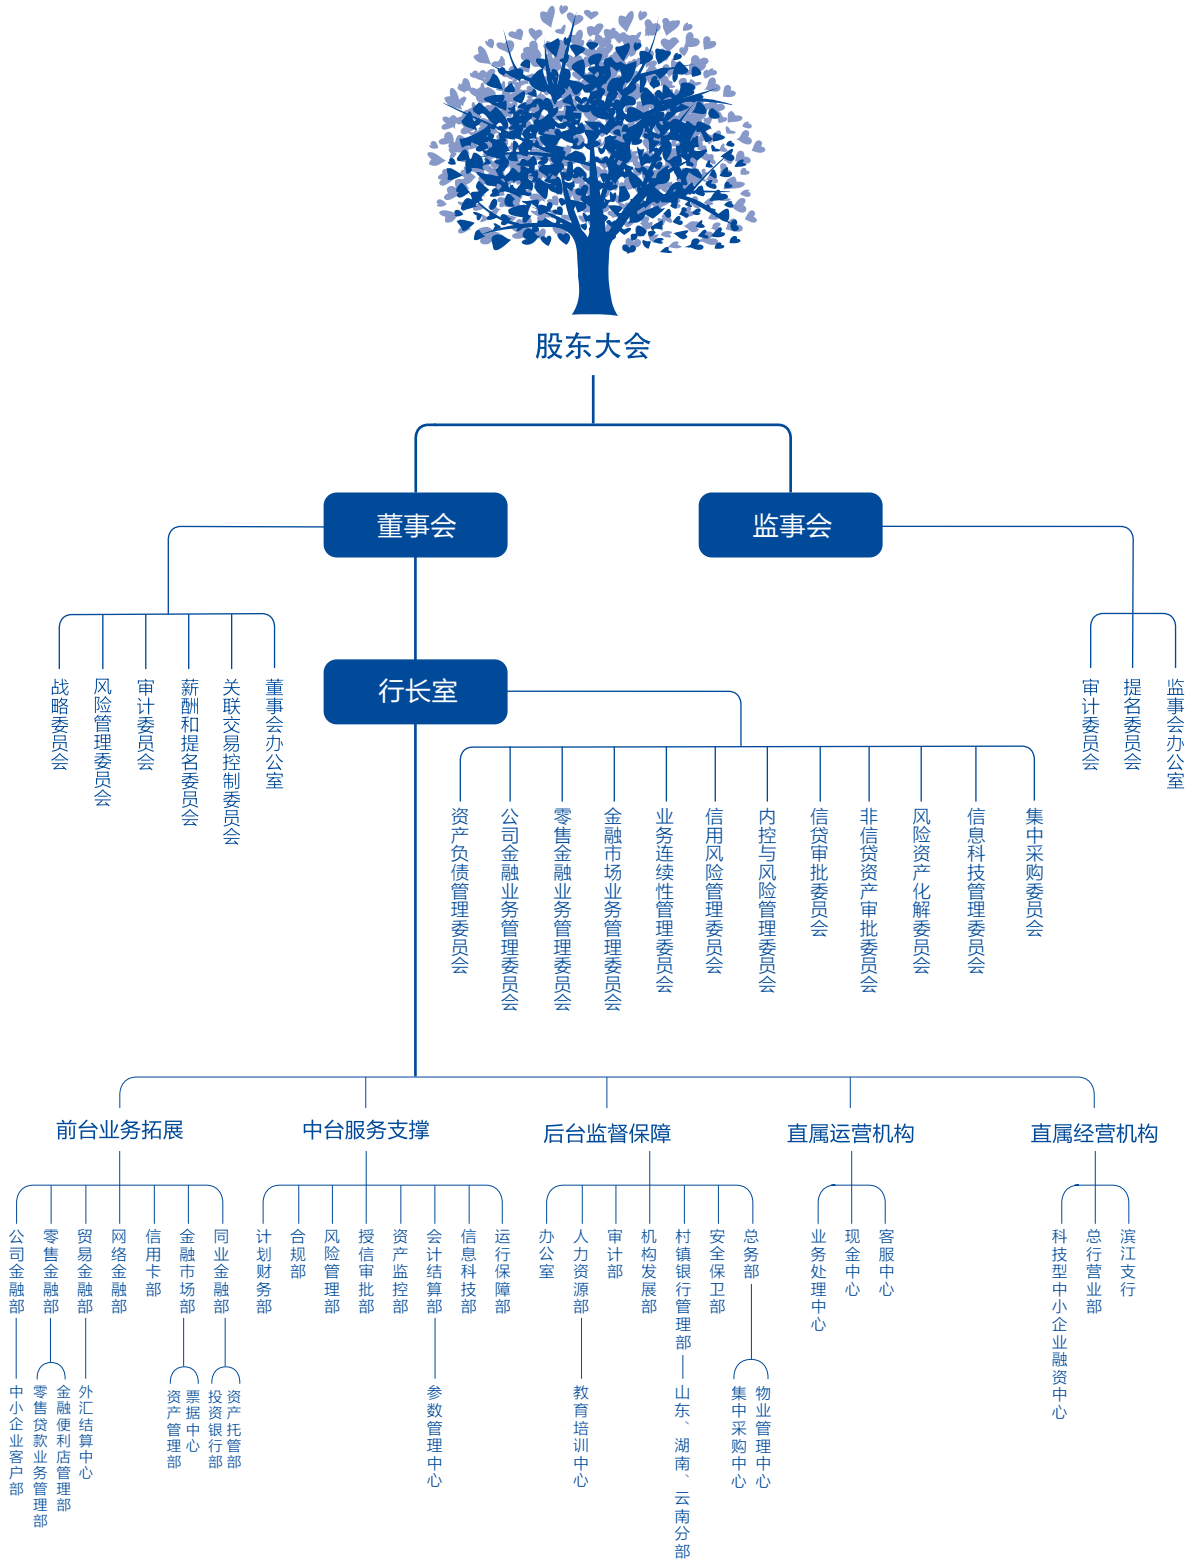 股东大会
董事会
监事会
战略委员会
风险管理委员会
审计委员会
薪酬和提名委员会
关联交易控制委员会
董事会办公室
审计委员会
提名委员会
监事会办公室
行长室
资产负债管理委员会
公司金融业务管理委员会
零售金融业务管理委员会
金融市场业务管理委员会
业务连续性管理委员会
信用风险管理委员会
内控与风险管理委员会
信贷审批委员会
非信贷资产审批委员会
风险资产化解委员会
信息科技管理委员会
集中采购委员会
前台业务拓展
中台服务支撑
后台监督保障
直属运营机构
直属经营机构
公司金融部
零售金融部
贸易金融部
网络金融部
信用卡部
金融市场部
同业金融部
计划财务部
合规部
风险管理部
授信审批部
资产监控部
会计结算部
信息科技部
运行保障部
办公室
人力资源部
审计部
机构发展部
村镇银行管理部
安全保卫部
总务部
业务处理中心
现金中心
客服中心
科技型中小企业融资中心
总行营业部
滨江支行
中小企业客户部
零售贷款业务管理部
金融便利店管理部
外汇结算中心
资产管理部
票据中心
投资银行部
资产托管部
参数管理中心
教育培训中心
山东、湖南、云南分部
集中采购中心
物业管理中心